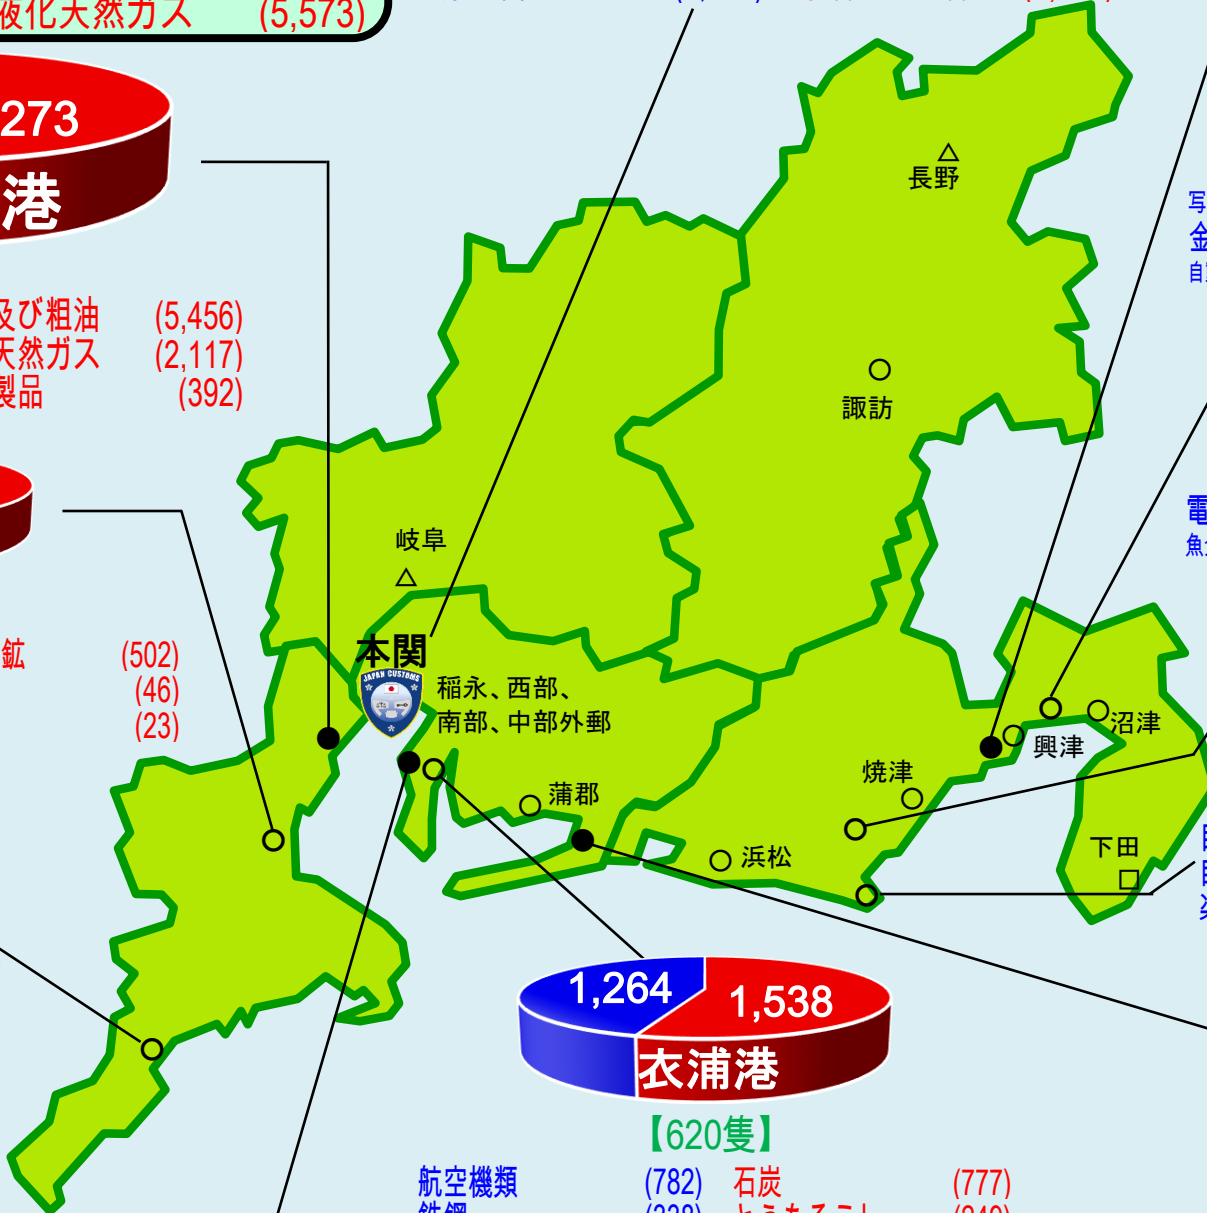 液化天然ガス (5,573)
273
港
及び粗油 (5,456)
天然ガス (2,117)
製品 (392)
鉱 (502)
(46)
(23)
長野
諏訪
岐阜
本関
JAPAN CUSTOMS
稲永、西部、
南部、中部外郵
蒲郡
浜松
焼津
興津
沼津
下田
写
金
電
1,264
1,538
衣浦港
【620隻】
航空機類 (782) 石炭 (777)